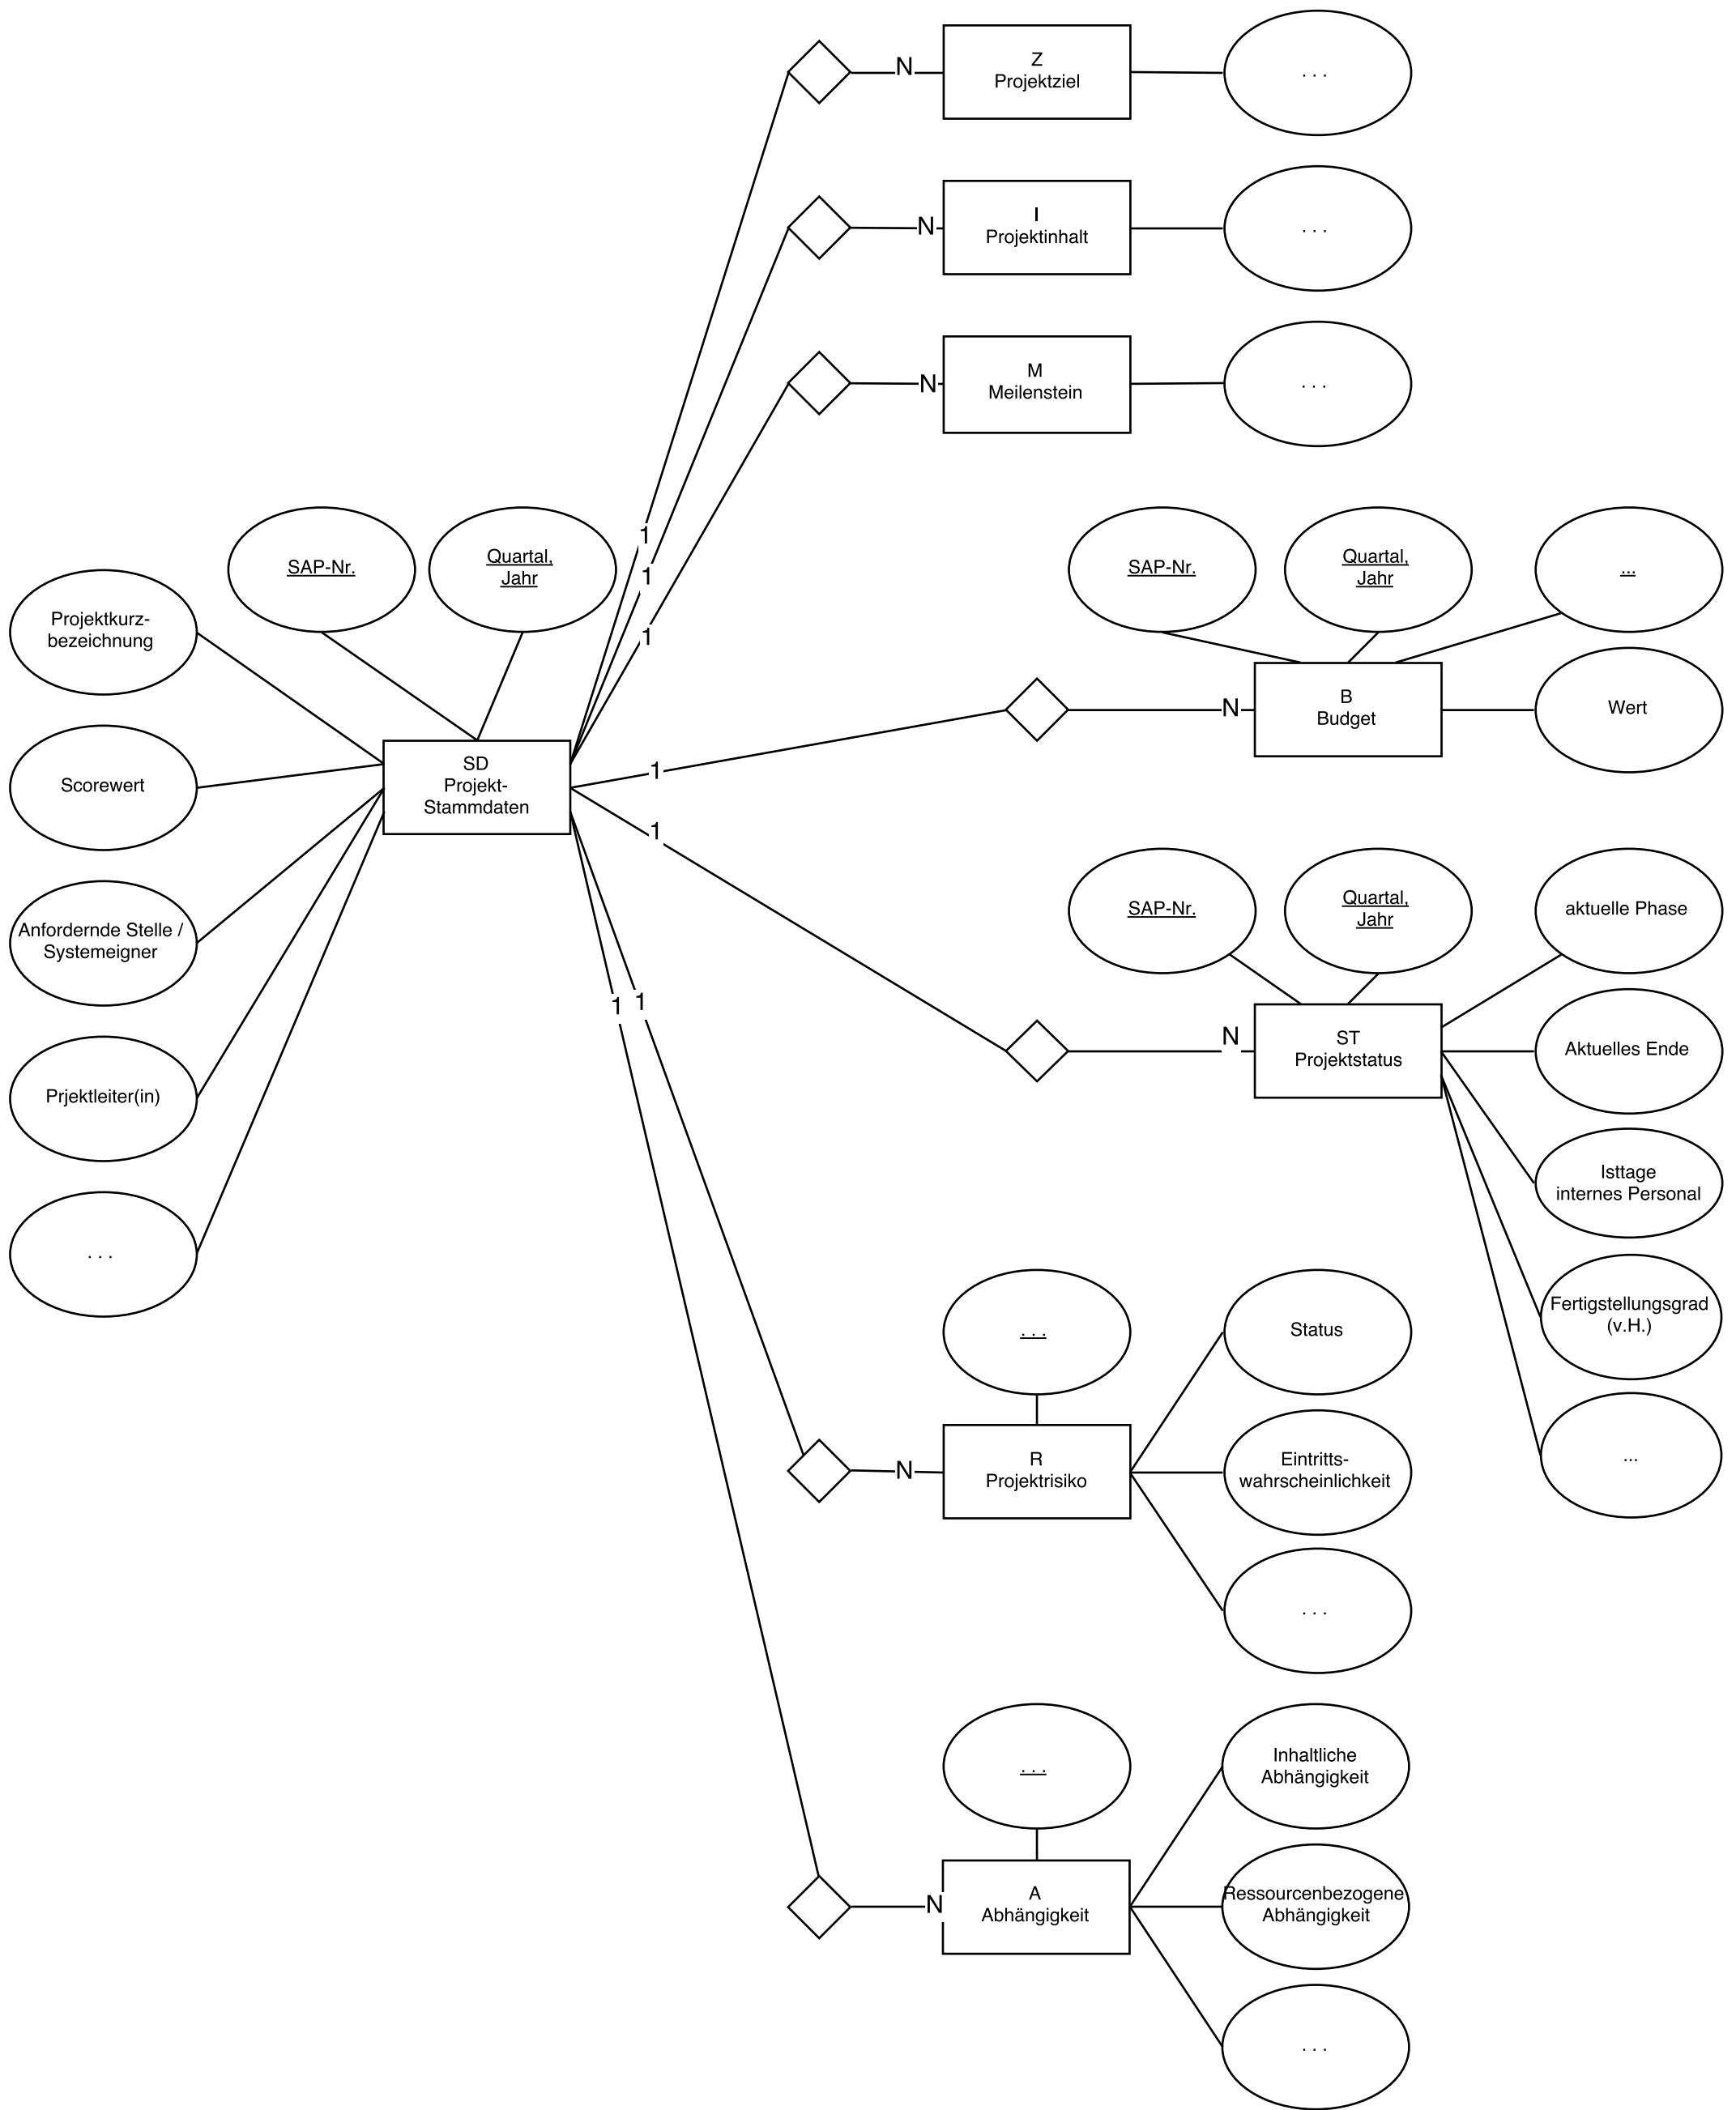 N
Z
Projektziel
. . .
N
I
Projektinhalt
. . .
N
M
Meilenstein
. . .
1
1
1
SAP-Nr.
Quartal,
Jahr
SAP-Nr.
Quartal,
Jahr
...
Projektkurz-
bezeichnung
Scorewert
Anfordernde Stelle /
Systemeigner
Prjektleiter(in)
. . .
SD
Projekt-
Stammdaten
1
N
B
Budget
Wert
1
SAP-Nr.
Quartal,
Jahr
aktuelle Phase
1
1
N
ST
Projektstatus
Aktuelles Ende
Isttage
internes Personal
Fertigstellungsgrad
(v.H.)
...
. . .
Status
N
R
Projektrisiko
Eintritts-
wahrscheinlichkeit
. . .
. . .
Inhaltliche
Abhängigkeit
N
A
Abhängigkeit
Ressourcenbezogene
Abhängigkeit
. . .